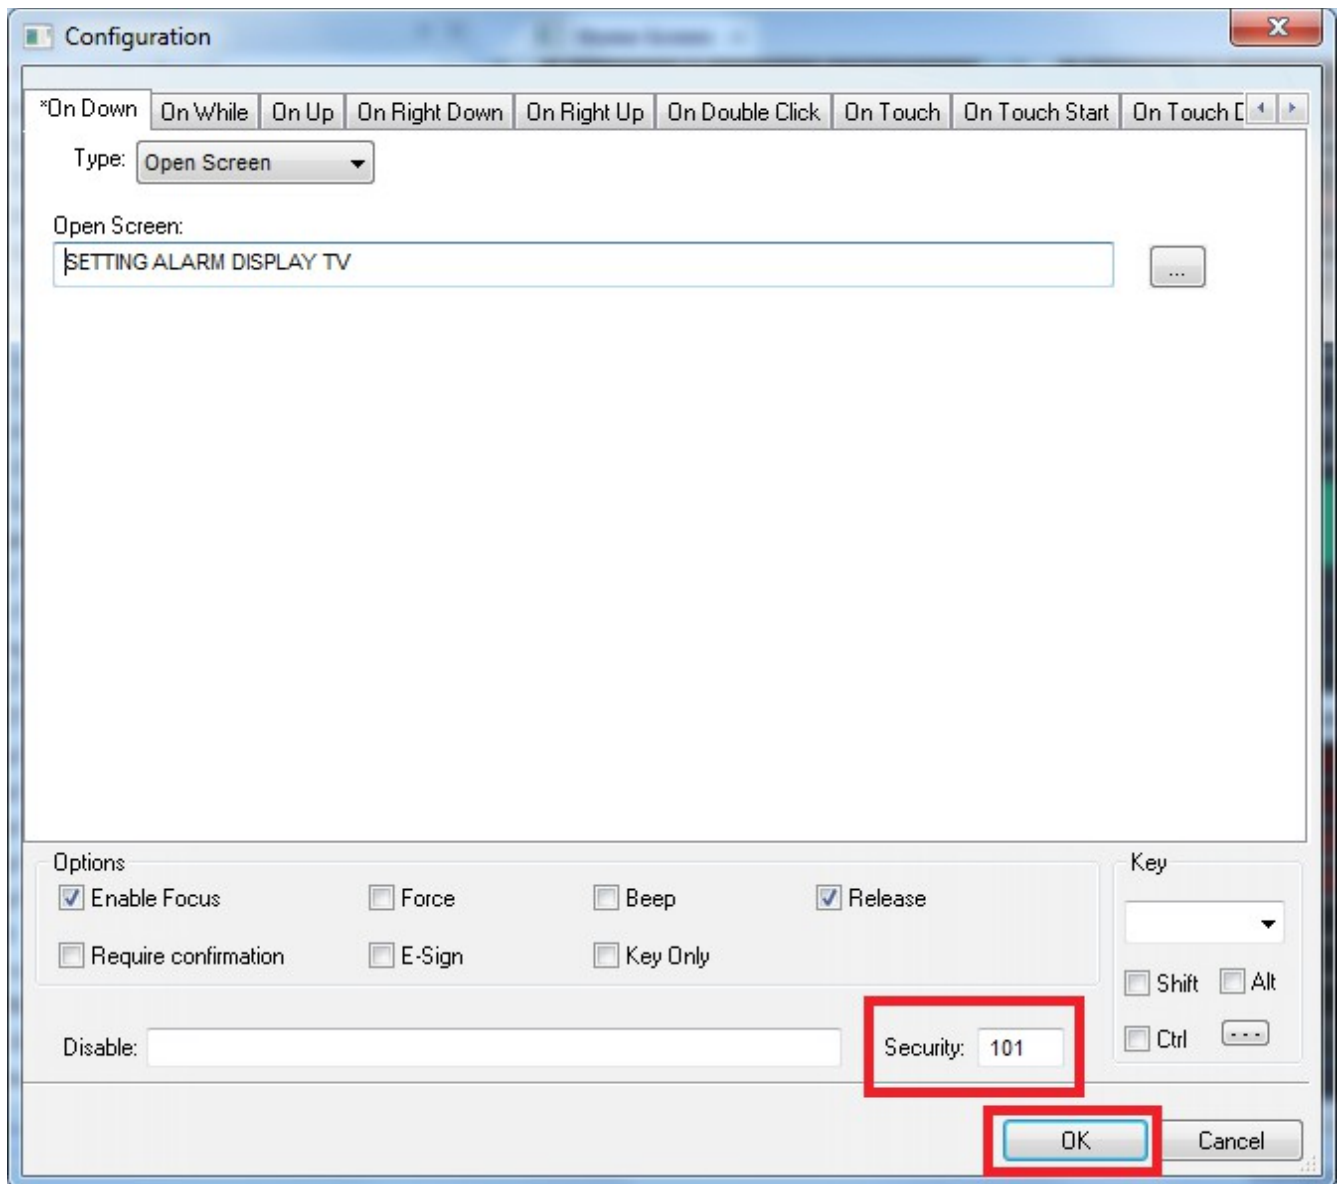 Configuration
X
*On Down On While On Up On Right Down On Right Up On Double Click On Touch On Touch Start On Touch
Type: Open Screen
Open Screen:
SETTING ALARM DISPLAY TV
...
Options
Key
Enable Focus Force Beep Release
Require confirmation E-Sign Key Only
Shift Alt
Ctrl ---
Disable: Security: 101
OK Cancel